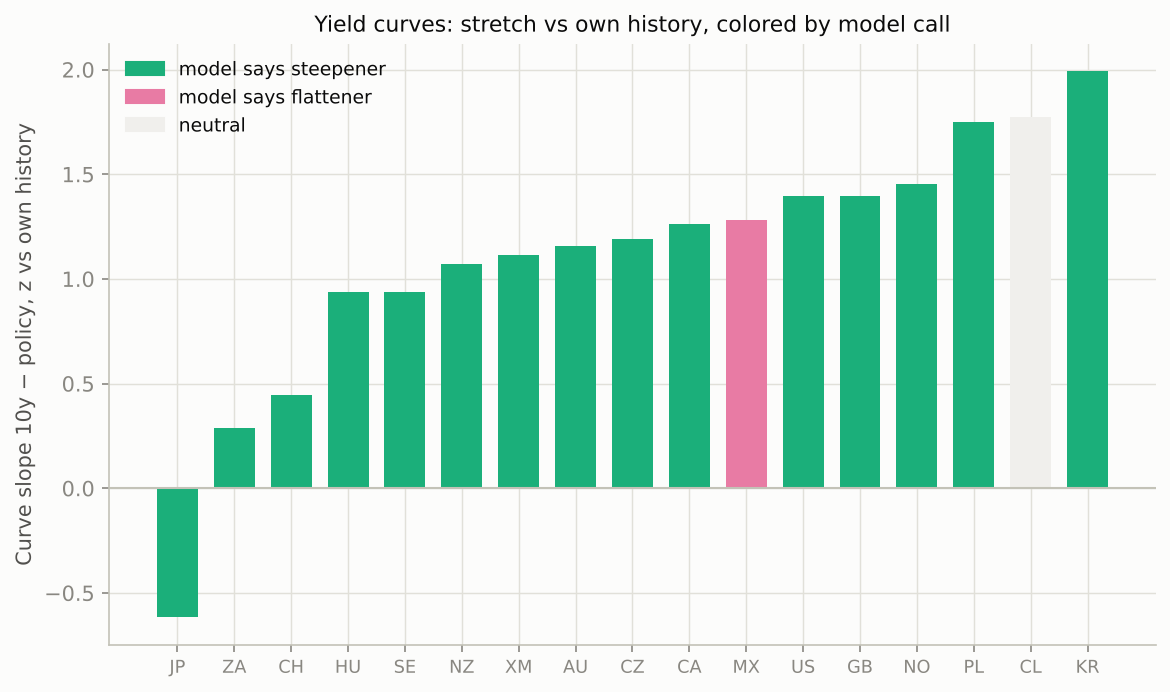 Yield curves: stretch vs own history, colored by model call
model says steepener
model says flattener
neutral
Curve slope 10y − policy, z vs own history
2.0
1.5
1.0
0.5
0.0
−0.5
JP ZA CH HU SE NZ XM AU CZ CA MX US GB NO PL CL KR